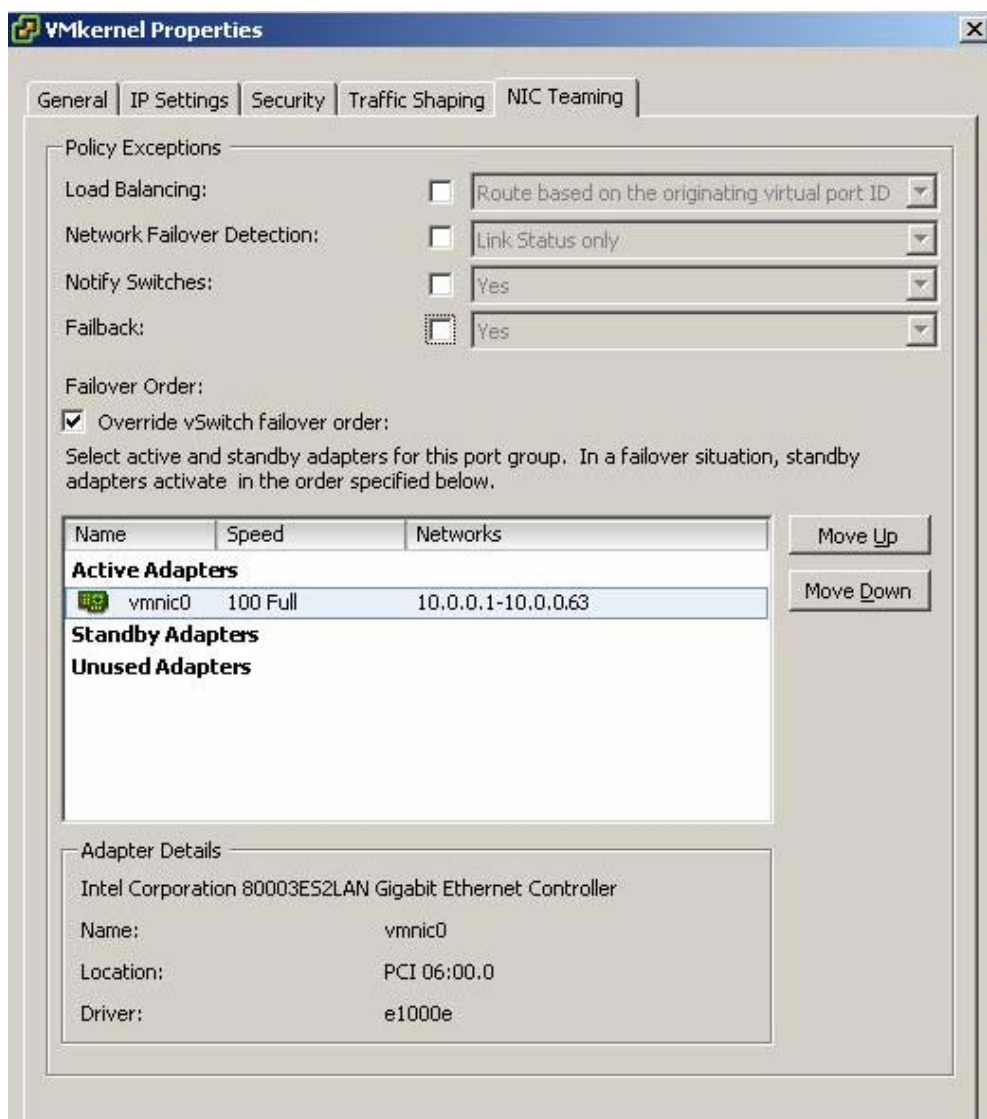 VMkernel Properties
General IP Settings Security Traffic Shaping NIC Teaming
Policy Exceptions
Load Balancing: Route based on the originating virtual port ID
Network Failover Detection: Link Status only
Notify Switches: Yes
Failback: Yes
Failover Order:
Override vSwitch failover order:
Select active and standby adapters for this port group. In a failover situation, standby
adapters activate in the order specified below.
Name Speed Networks
Move Up
Active Adapters
vmnic0 100 Full 10.0.0.1-10.0.0.63
Move Down
Standby Adapters
Unused Adapters
Adapter Details
Intel Corporation 80003ES2LAN Gigabit Ethernet Controller
Name: vmnic0
Location: PCI 06:00.0
Driver: e1000e